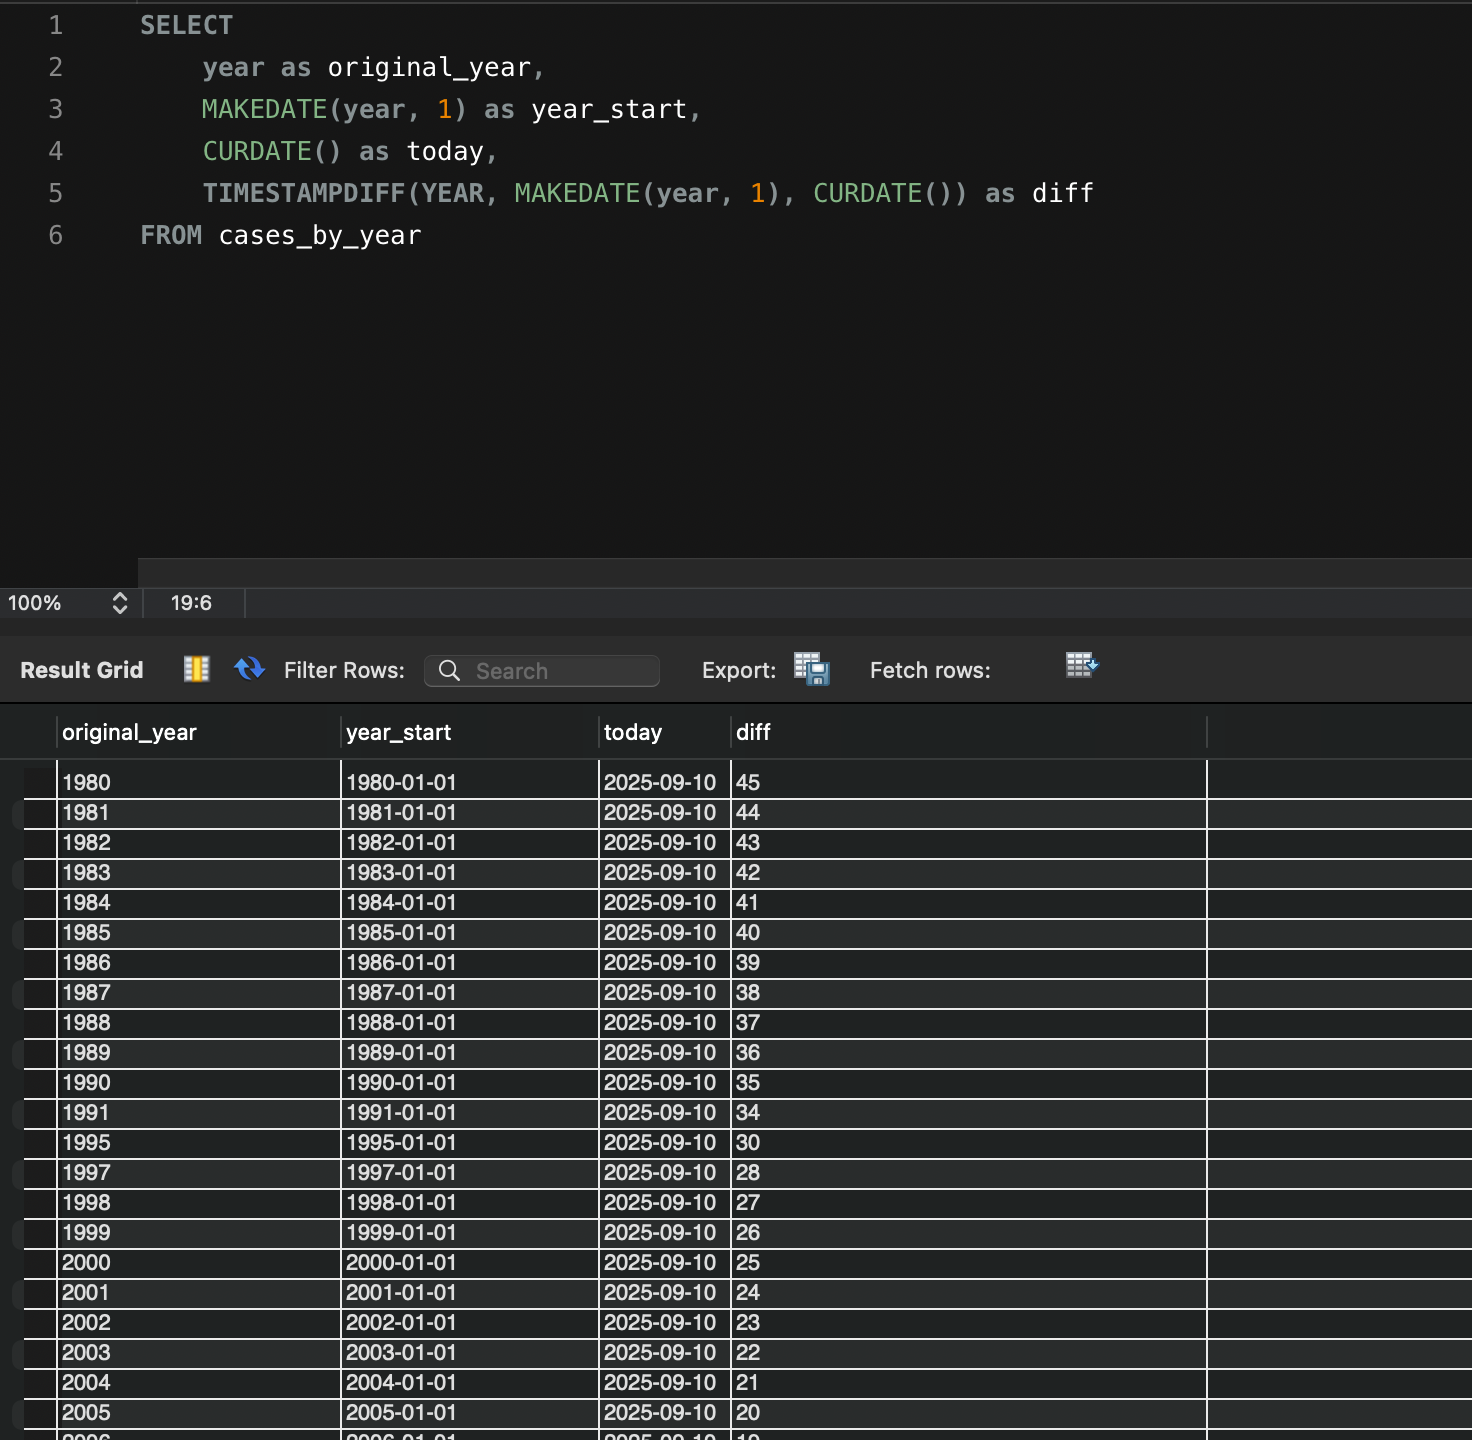 1 SELECT
2 year as original_year,
3 MAKEDATE(year, 1) as year_start,
4 CURDATE() as today,
5 TIMESTAMPDIFF(YEAR, MAKEDATE(year, 1), CURDATE()) as diff
6 FROM cases_by_year
100% 19:6
Result Grid Filter Rows: Search Export: Fetch rows:
original_year year_start today diff
1980 1980-01-01 2025-09-10 45
1981 1981-01-01 2025-09-10 44
1982 1982-01-01 2025-09-10 43
1983 1983-01-01 2025-09-10 42
1984 1984-01-01 2025-09-10 41
1985 1985-01-01 2025-09-10 40
1986 1986-01-01 2025-09-10 39
1987 1987-01-01 2025-09-10 38
1988 1988-01-01 2025-09-10 37
1989 1989-01-01 2025-09-10 36
1990 1990-01-01 2025-09-10 35
1991 1991-01-01 2025-09-10 34
1995 1995-01-01 2025-09-10 30
1997 1997-01-01 2025-09-10 28
1998 1998-01-01 2025-09-10 27
1999 1999-01-01 2025-09-10 26
2000 2000-01-01 2025-09-10 25
2001 2001-01-01 2025-09-10 24
2002 2002-01-01 2025-09-10 23
2003 2003-01-01 2025-09-10 22
2004 2004-01-01 2025-09-10 21
2005 2005-01-01 2025-09-10 20